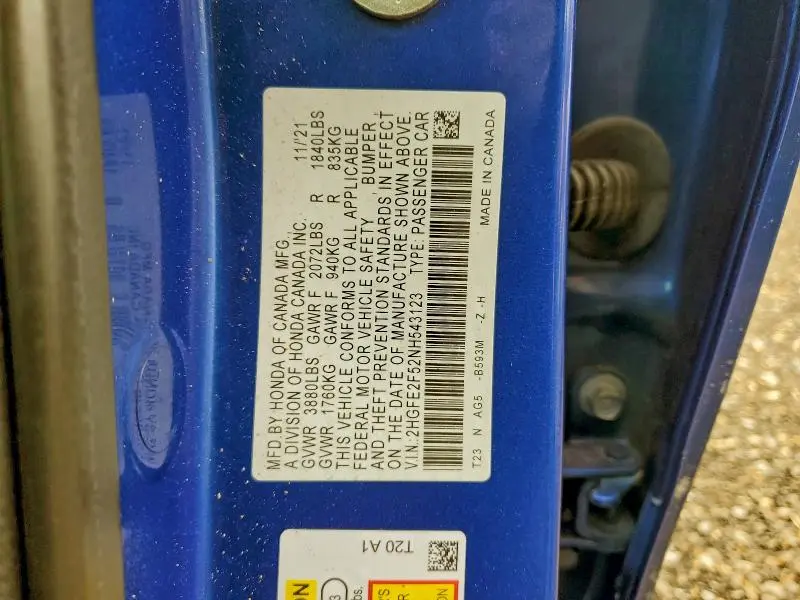 MFD.BY HONDA OF CANADA MFG.
A DIVISION OF HONDA CANADA INC. 11/'21
GVWR 3880LBS GAWR F 2072LBS R 1840LBS
GVWR 1760KG GAWR F 940KG R 835KG
THIS VEHICLE CONFORMS TO ALL APPLICABLE
FEDERAL MOTOR VEHICLE SAFETY BUMPER,
AND THEFT PREVENTION STANDARDS IN EFFECT
ON THE DATE OF MANUFACTURE SHOWN ABOVE.
V.I.N.:2HGFE2F52NH543123 TYPE:PASSENGER CAR
T23 N AG5 -B593M -Z -H MADE IN CANADA
T20 A1